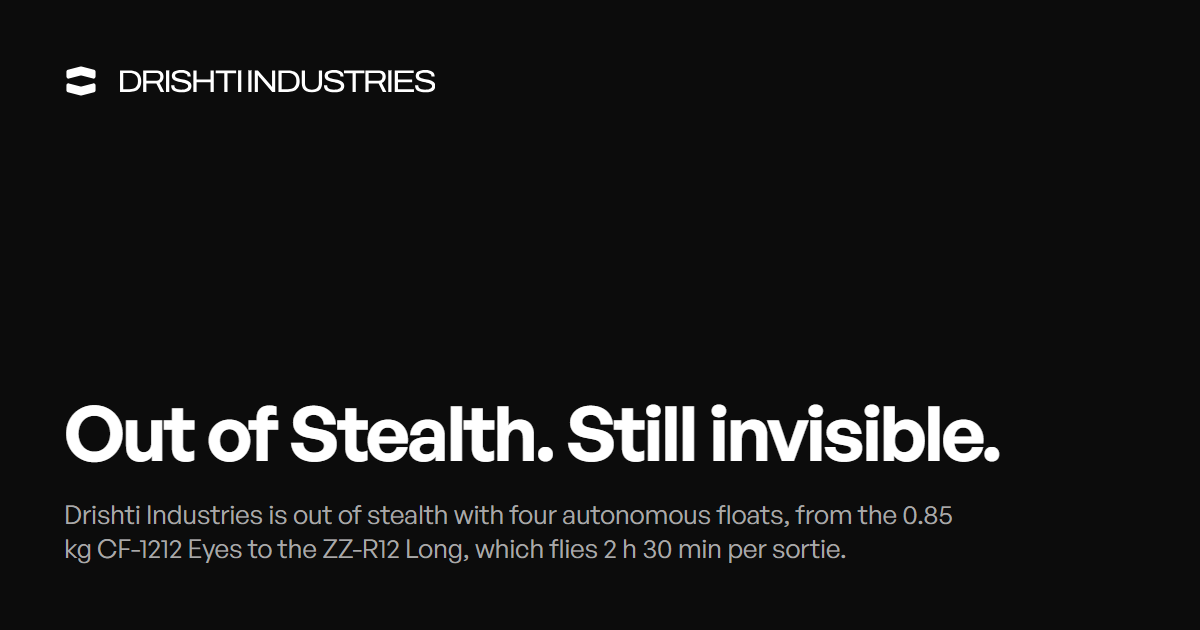 DRISHTI INDUSTRIES
Out of Stealth. Still invisible.
Drishti Industries is out of stealth with four autonomous floats, from the 0.85
kg CF-1212 Eyes to the ZZ-R12 Long, which flies 2 h 30 min per sortie.